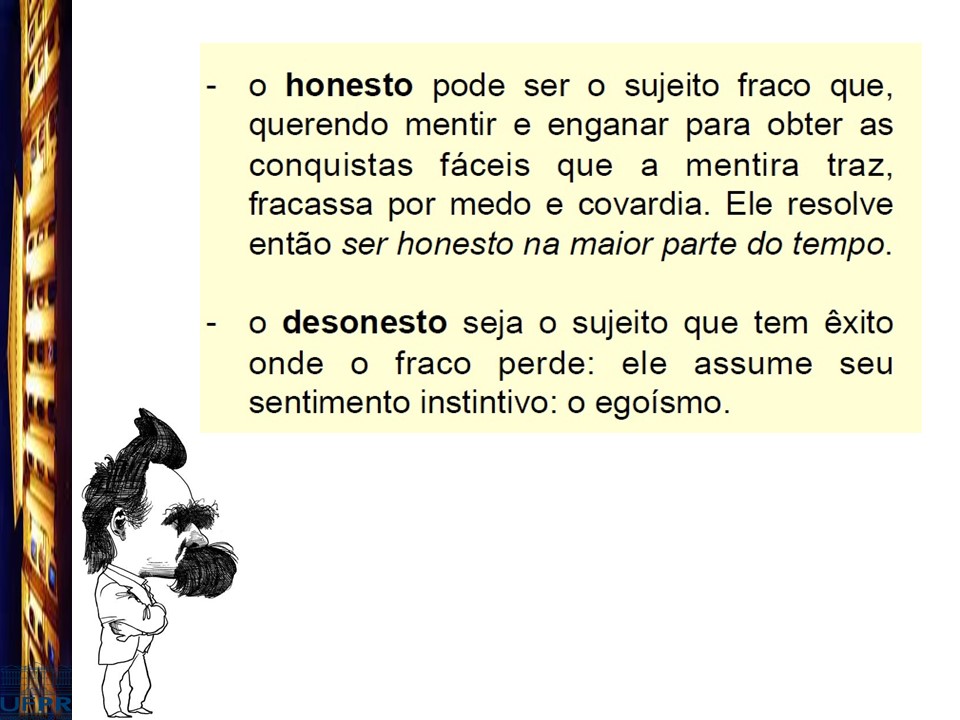 - o honesto pode ser o sujeito fraco que,
querendo mentir e enganar para obter as
conquistas fáceis que a mentira traz,
fracassa por medo e covardia. Ele resolve
então ser honesto na maior parte do tempo.
- o desonesto seja o sujeito que tem êxito
onde o fraco perde: ele assume seu
sentimento instintivo: o egoísmo.
UFPR